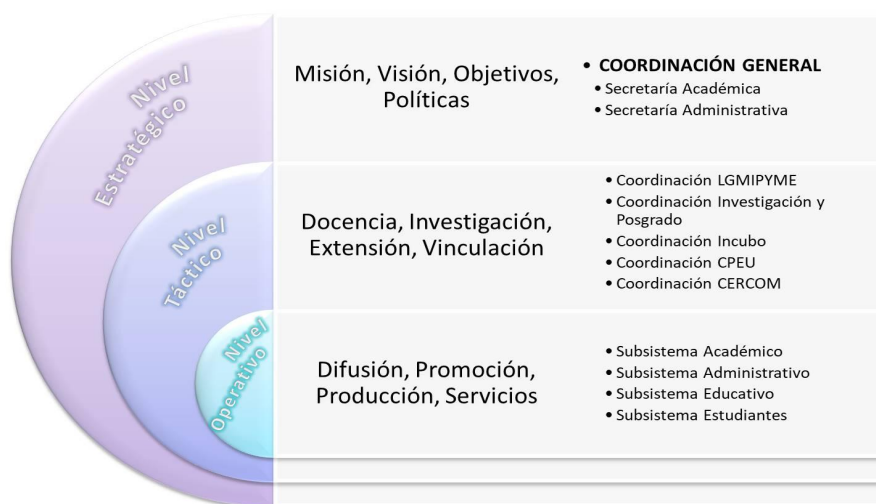 Nivel
Estratégico
Misión, Visión, Objetivos,
Políticas
• COORDINACIÓN GENERAL
• Secretaría Académica
• Secretaría Administrativa
Nivel
Táctico
Docencia, Investigación,
Extensión, Vinculación
• Coordinación LGMIPYME
• Coordinación Investigación y
Posgrado
• Coordinación Incubo
• Coordinación CPEU
• Coordinación CERCOM
Nivel
Operativo
Difusión, Promoción,
Producción, Servicios
• Subsistema Académico
• Subsistema Administrativo
• Subsistema Educativo
• Subsistema Estudiantes